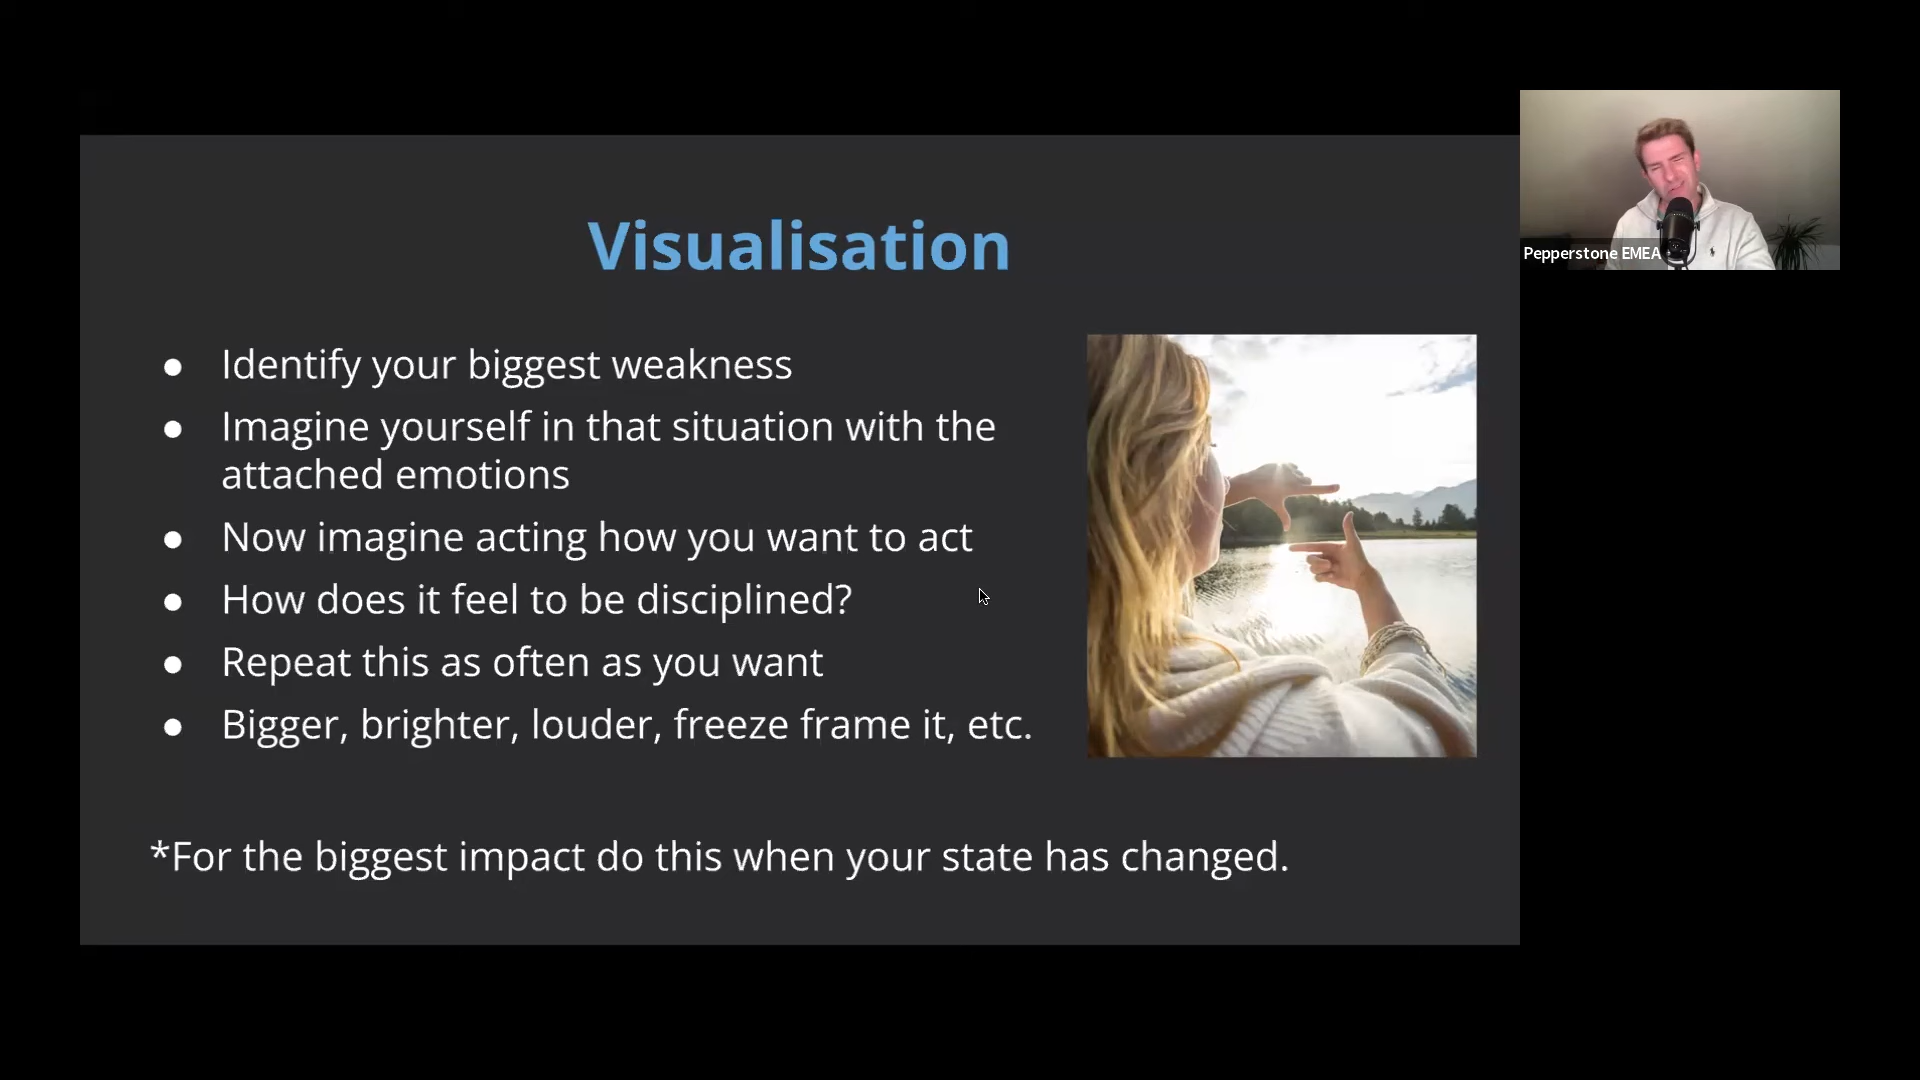 Visualisation
● Identify your biggest weakness
● Imagine yourself in that situation with the
attached emotions
● Now imagine acting how you want to act
● How does it feel to be disciplined?
● Repeat this as often as you want
● Bigger, brighter, louder, freeze frame it, etc.
*For the biggest impact do this when your state has changed.
Pepperstone EMEA